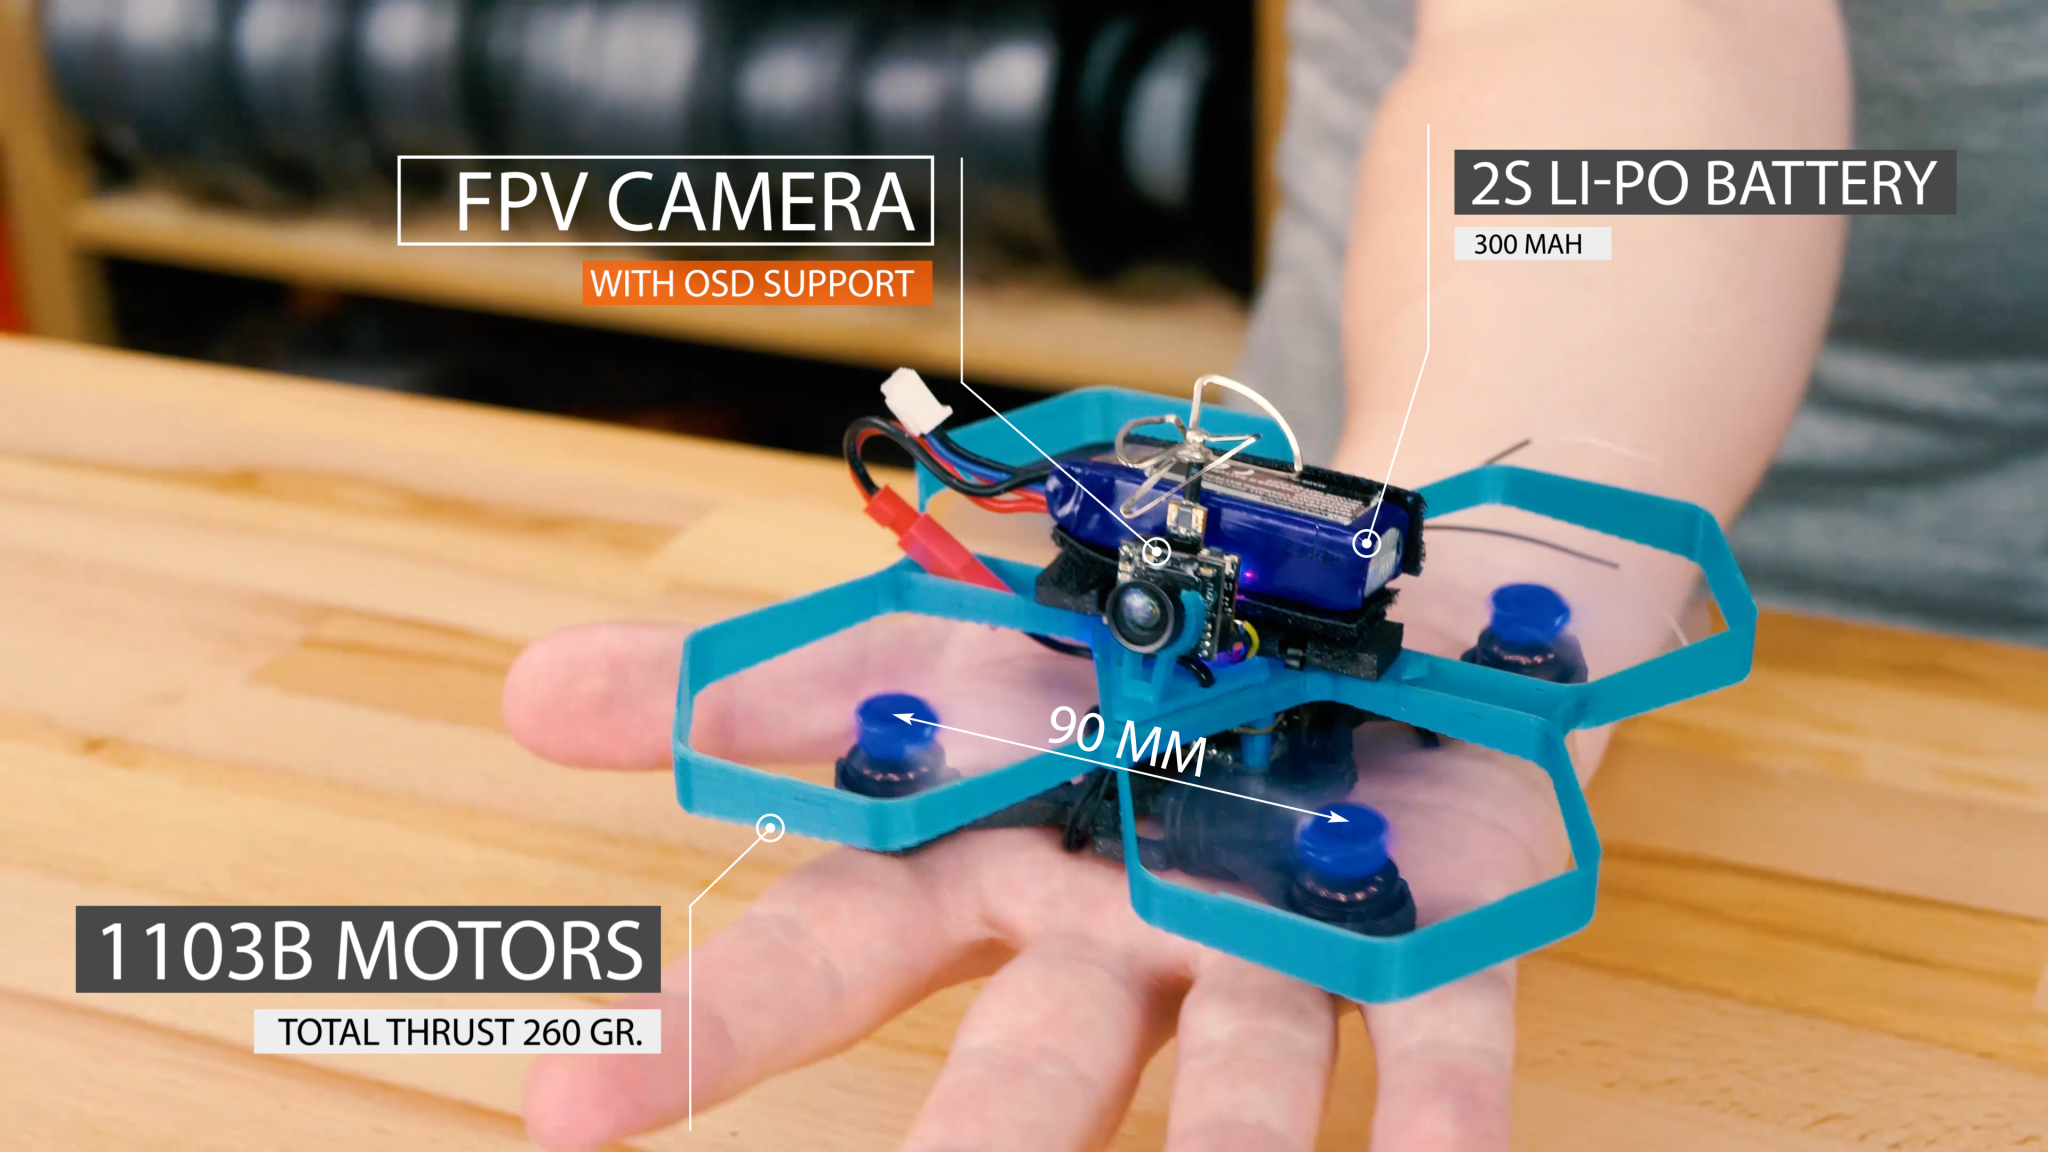 FPV CAMERA
WITH OSD SUPPORT
2S LI-PO BATTERY
300 MAH
90 MM
1103B MOTORS
TOTAL THRUST 260 GR.